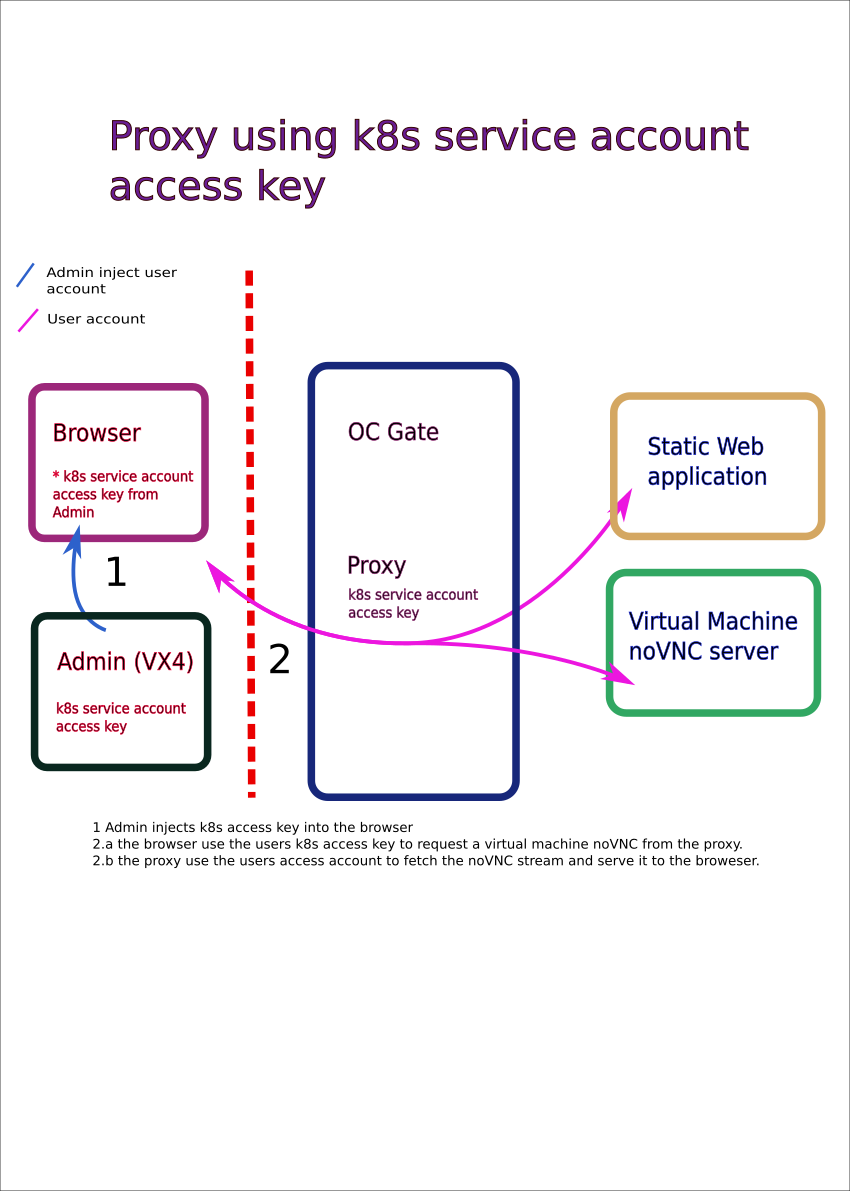 Proxy using k8s service account
access key
Admin inject user
account
User account
Browser
* k8s service account
access key from
Admin
1
Admin (VX4)
k8s service account
access key
2
OC Gate
Proxy
k8s service account
access key
Static Web
application
Virtual Machine
noVNC server
1 Admin injects k8s access key into the browser
2.a the browser use the users k8s access key to request a virtual machine noVNC from the proxy.
2.b the proxy use the users access account to fetch the noVNC stream and serve it to the broweser.